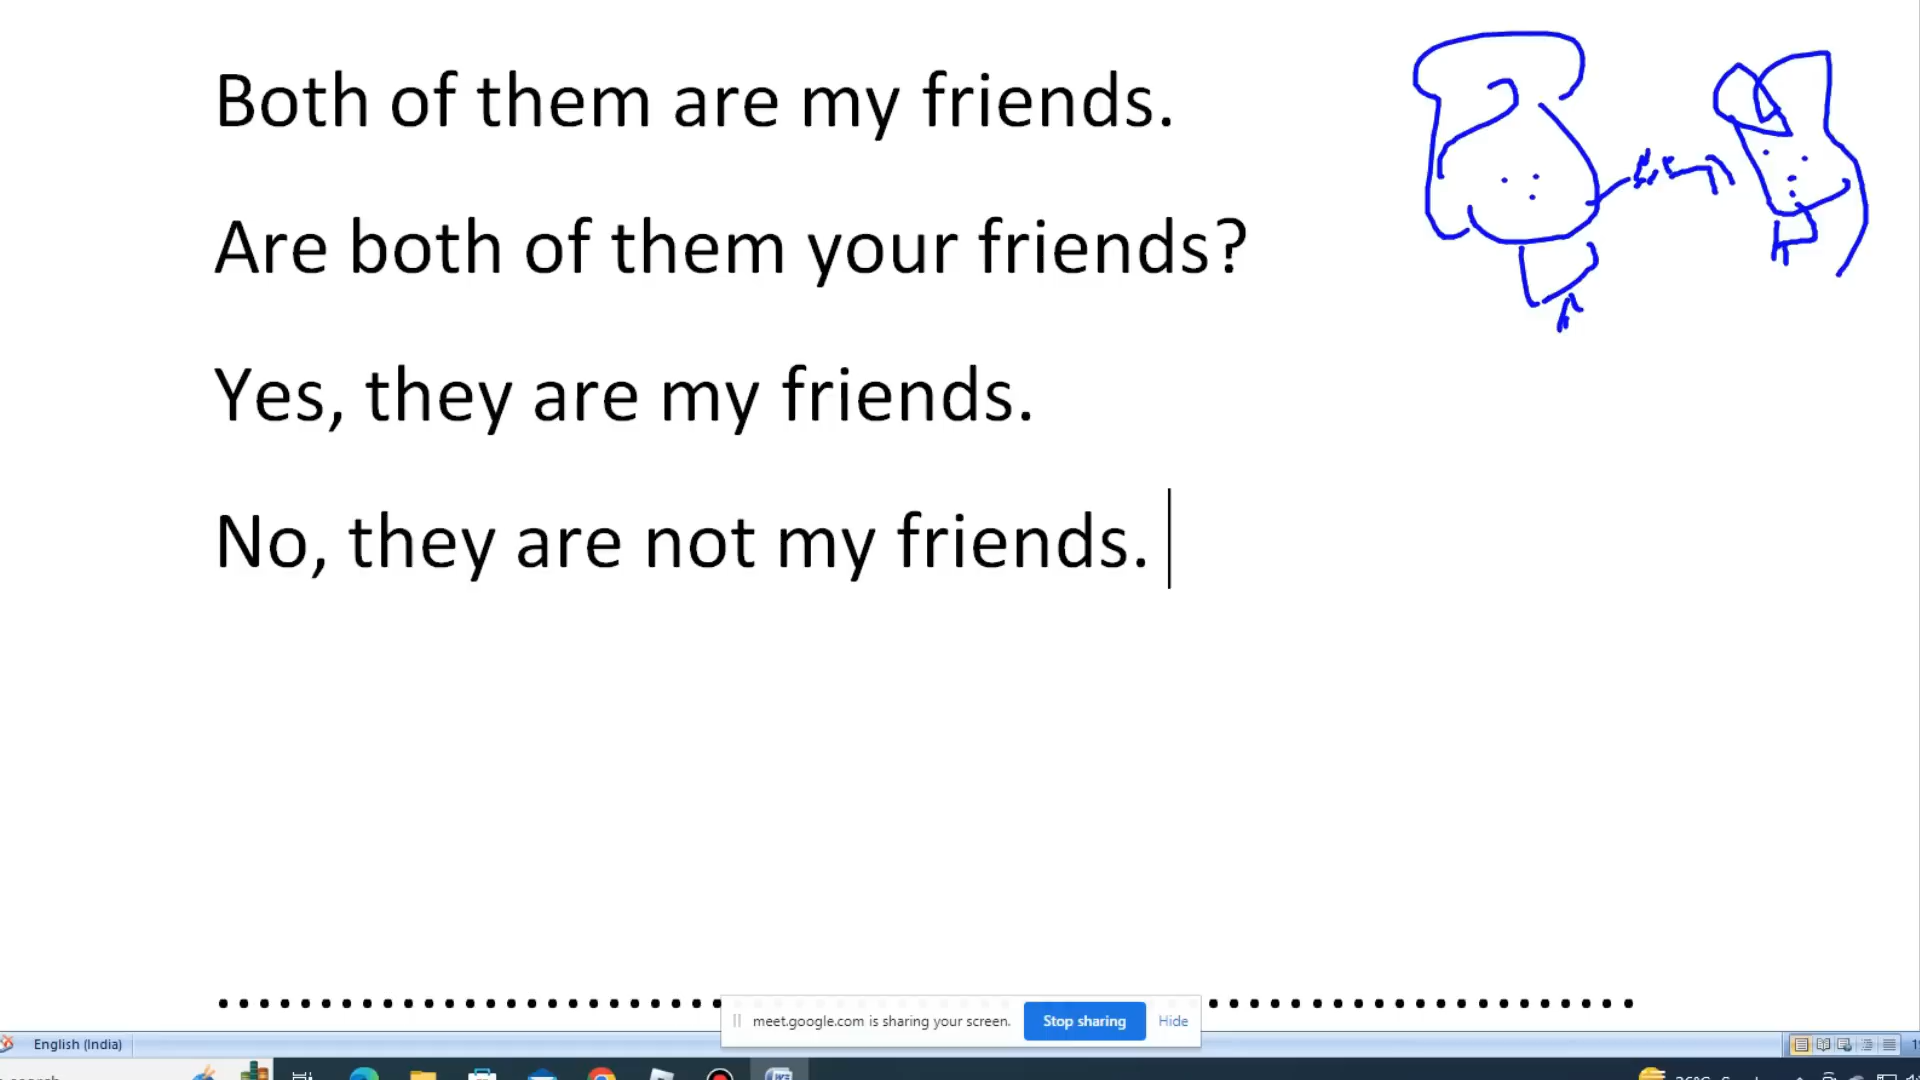 Both of them are my friends.
Are both of them your friends?
Yes, they are my friends.
No, they are not my friends.
meet.google.com is sharing your screen. Stop sharing Hide
English (India)